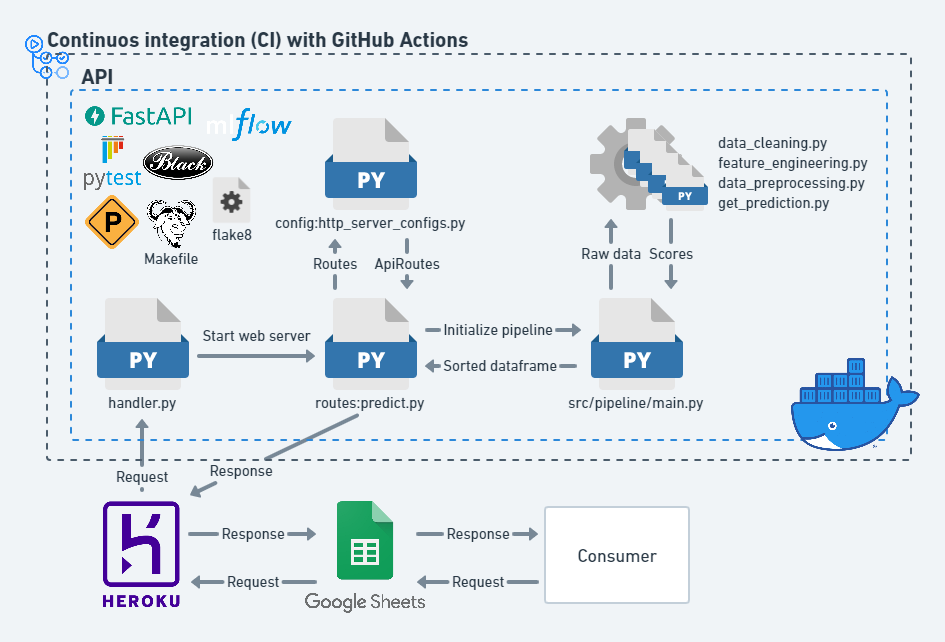 Continuos integration (CI) with GitHub Actions
API
FastAPI
mlflow
pytest
Black
P
flake8
Makefile
PY
config:http_server_configs.py
PY
data_cleaning.py
feature_engineering.py
data_preprocessing.py
get_prediction.py
Routes
ApiRoutes
Raw data
Scores
PY
handler.py
Start web server
PY
routes:predict.py
Initialize pipeline
Sorted dataframe
PY
src/pipeline/main.py
Request
Response
HEROKU
Response
Request
Google Sheets
Response
Request
Consumer